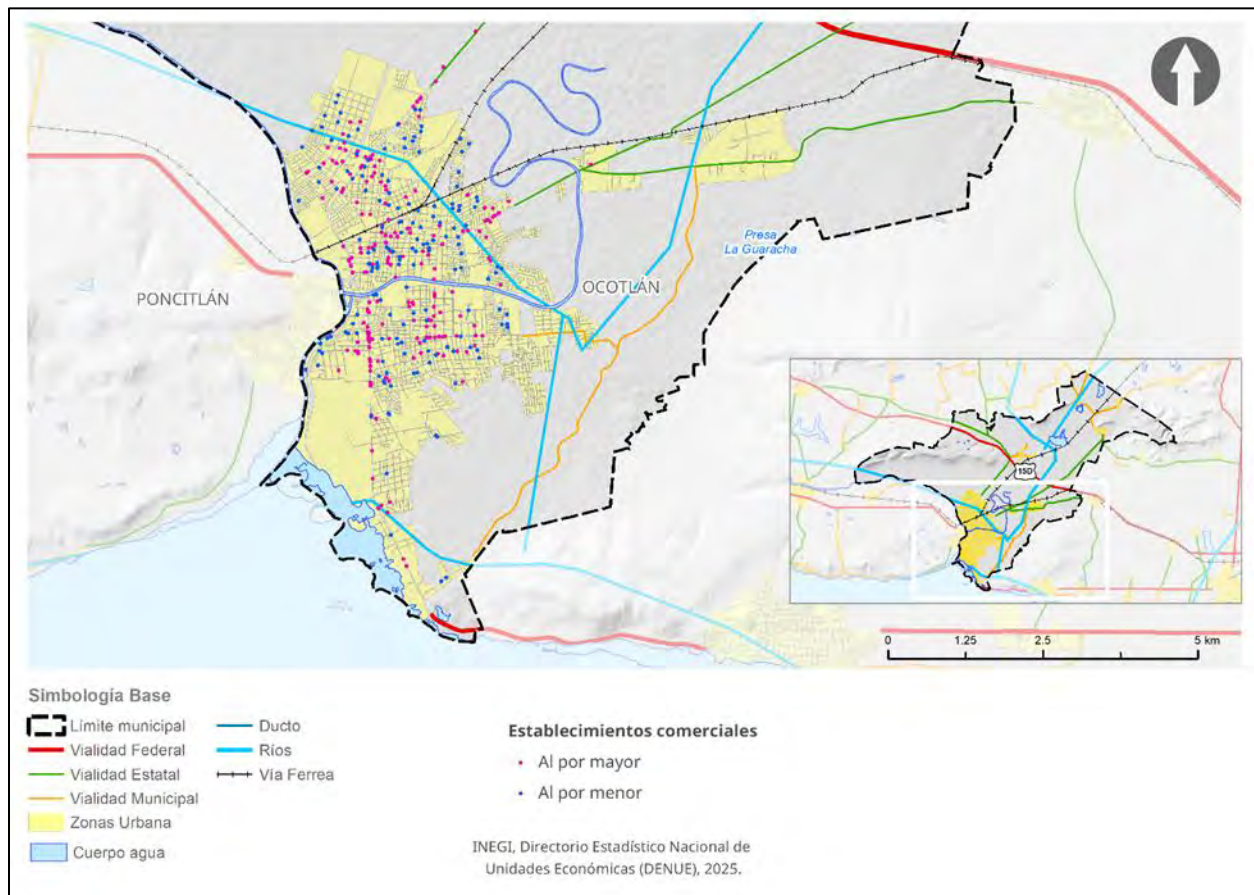 PONCITLÁN
OCOTLÁN
Presa
La Guaracha
15D
0 1.25 2.5 5 km
Simbología Base
Límite municipal
Vialidad Federal
Vialidad Estatal
Vialidad Municipal
Zonas Urbana
Cuerpo agua
Ducto
Ríos
Vía Ferrea
Establecimientos comerciales
Al por mayor
Al por menor
INEGI, Directorio Estadístico Nacional de
Unidades Económicas (DENUE), 2025.